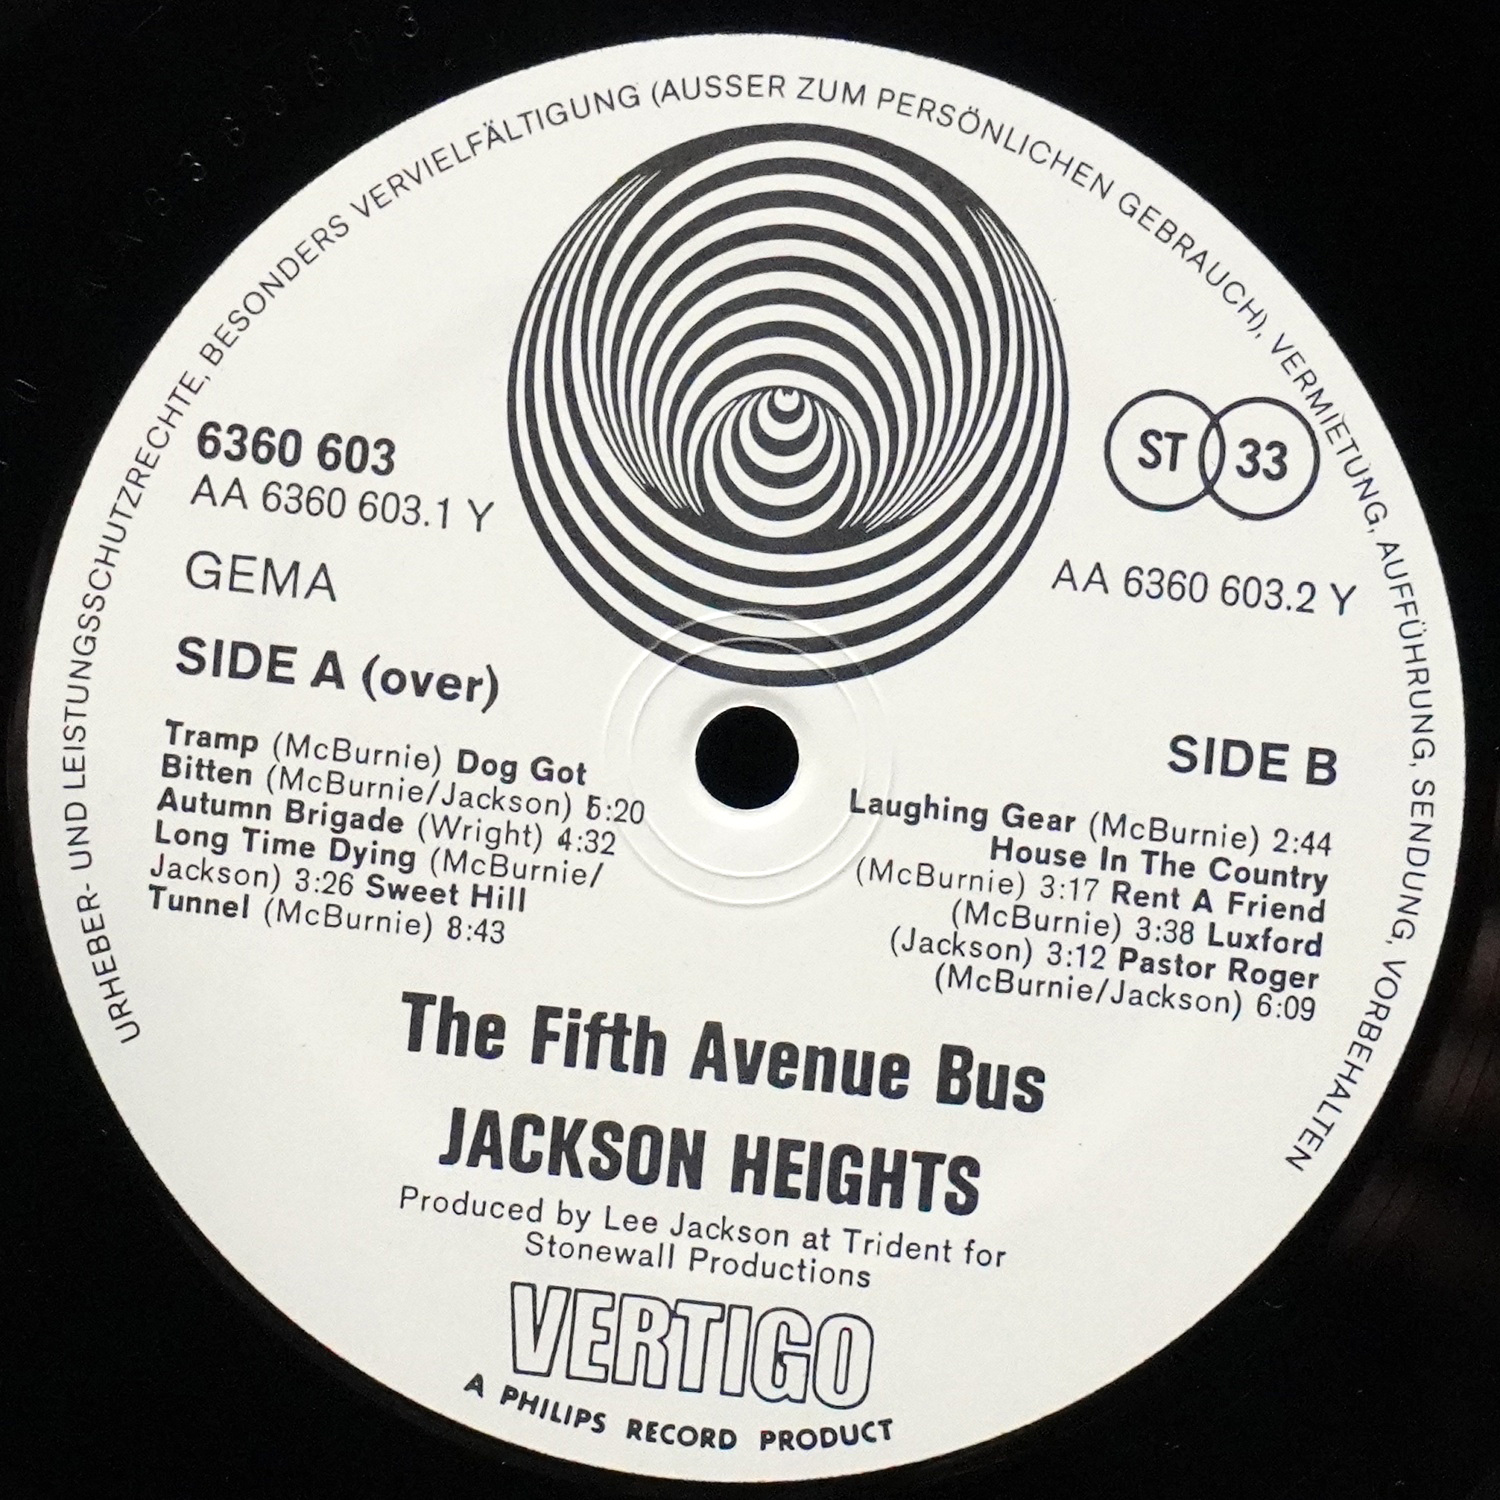 URHEBER- UND LEISTUNGSSCHUTZRECHTE, BESONDERS VERVIELFÄLTIGUNG (AUSSER ZUM PERSÖNLICHEN GEBRAUCH), VERMIETUNG, AUFFÜHRUNG, SENDUNG, VORBEHALTEN
6360 603
AA 6360 603.1 Y
GEMA
SIDE A (over)
Tramp (McBurnie) Dog Got
Bitten (McBurnie/Jackson) 5:20
Autumn Brigade (Wright) 4:32
Long Time Dying (McBurnie/
Jackson) 3:26 Sweet Hill
Tunnel (McBurnie) 8:43
ST 33
AA 6360 603.2 Y
SIDE B
Laughing Gear (McBurnie) 2:44
House In The Country
(McBurnie) 3:17 Rent A Friend
(McBurnie) 3:38 Luxford
(Jackson) 3:12 Pastor Roger
(McBurnie/Jackson) 6:09
The Fifth Avenue Bus
JACKSON HEIGHTS
Produced by Lee Jackson at Trident for
Stonewall Productions
VERTIGO
A PHILIPS RECORD PRODUCT